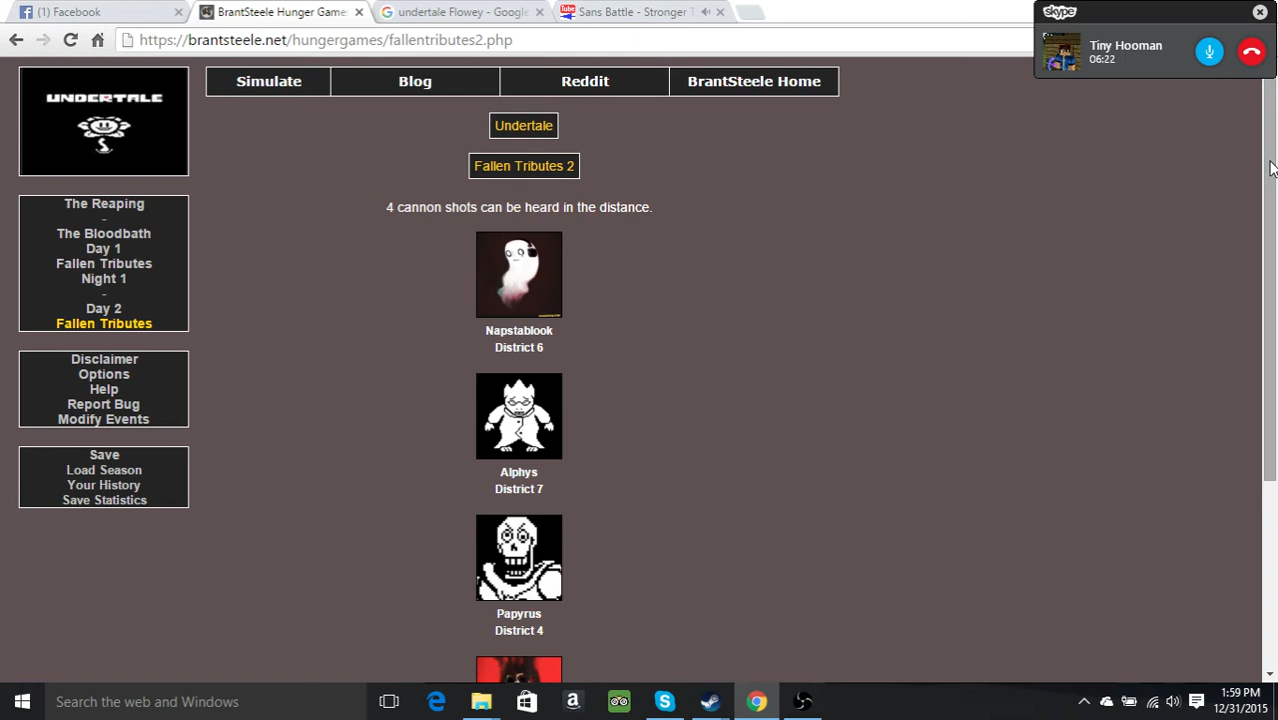 (1) Facebook
BrantSteele Hunger Game
undertale Flowey - Google
You Tube
Sans Battle - Stronger T
skype
Tiny Hooman
06:22
https://brantsteele.net/hungergames/fallentributes2.php
UNDERTALE
Simulate
Blog
Reddit
BrantSteele Home
Undertale
Fallen Tributes 2
4 cannon shots can be heard in the distance.
The Reaping
-
The Bloodbath
Day 1
Fallen Tributes
Night 1
-
Day 2
Fallen Tributes
Disclaimer
Options
Help
Report Bug
Modify Events
Save
Load Season
Your History
Save Statistics
Napstablook
District 6
Alphys
District 7
Papyrus
District 4
Search the web and Windows
1:59 PM
12/31/2015